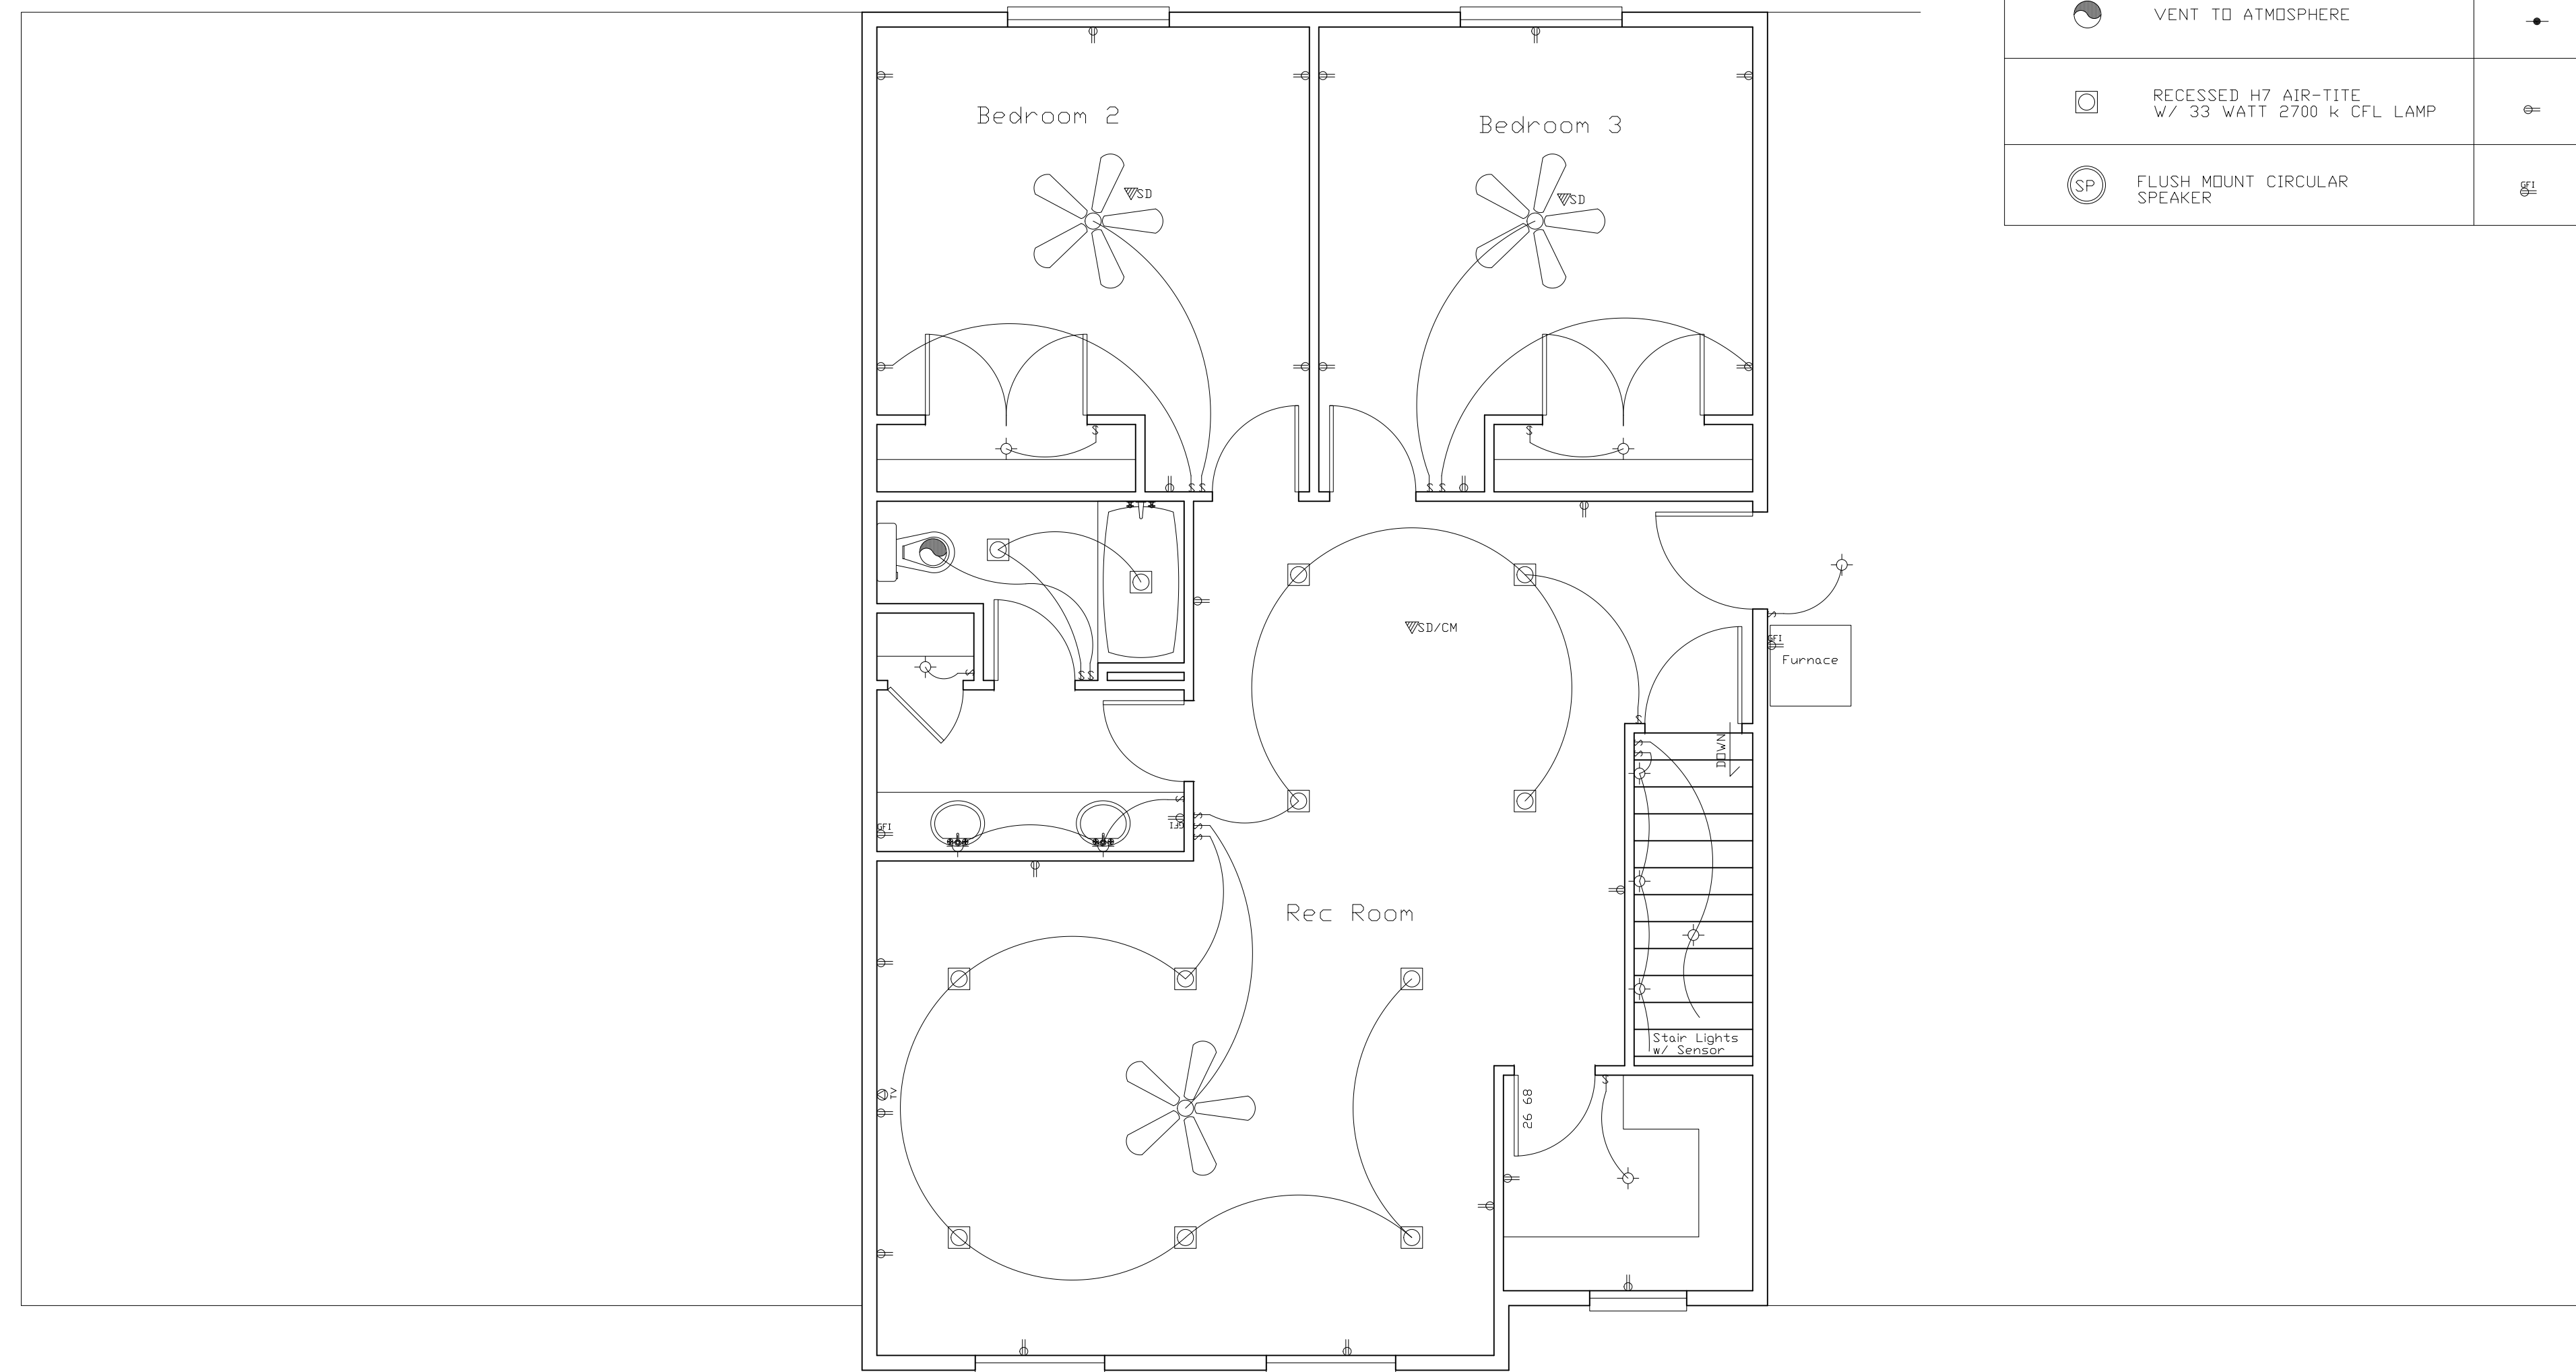 VENT TO ATMOSPHERE
RECESSED H7 AIR-TITE
W/ 33 WATT 2700 k CFL LAMP
SP
FLUSH MOUNT CIRCULAR
SPEAKER
GFI
Bedroom 2
Bedroom 3
SD
SD
S
S
S S
S S
SD/CM
S
GFI
Furnace
S
S S
S
DOWN
S
S
S
GFI
GFI
S
S
S
Rec Room
Stair Lights
w/ Sensor
S
TV
26 68